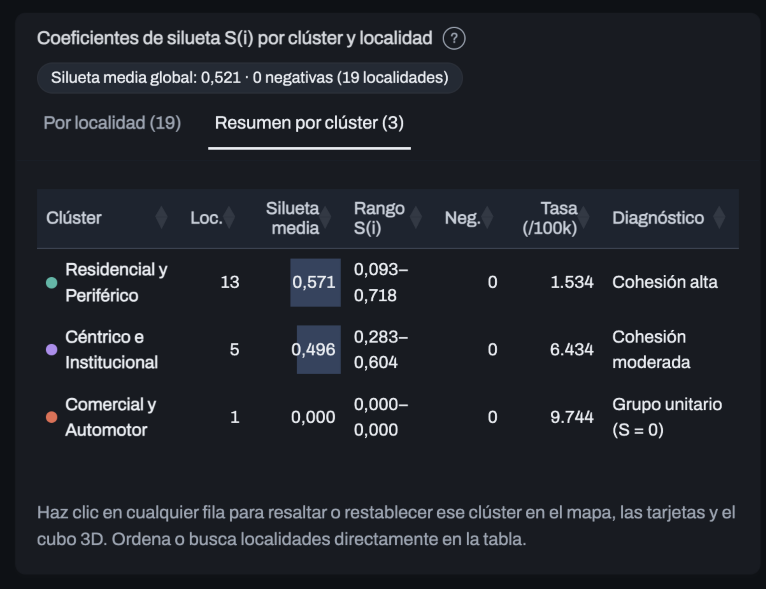 Coeficientes de silueta S(i) por clúster y localidad ?
Silueta media global: 0,521 · 0 negativas (19 localidades)
Por localidad (19) Resumen por clúster (3)
Clúster Loc. Silueta media Rango S(i) Neg. Tasa (/100k) Diagnóstico
Residencial y Periférico 13 0,571 0,093–0,718 0 1.534 Cohesión alta
Céntrico e Institucional 5 0,496 0,283–0,604 0 6.434 Cohesión moderada
Comercial y Automotor 1 0,000 0,000–0,000 0 9.744 Grupo unitario (S = 0)
Haz clic en cualquier fila para resaltar o restablecer ese clúster en el mapa, las tarjetas y el
cubo 3D. Ordena o busca localidades directamente en la tabla.